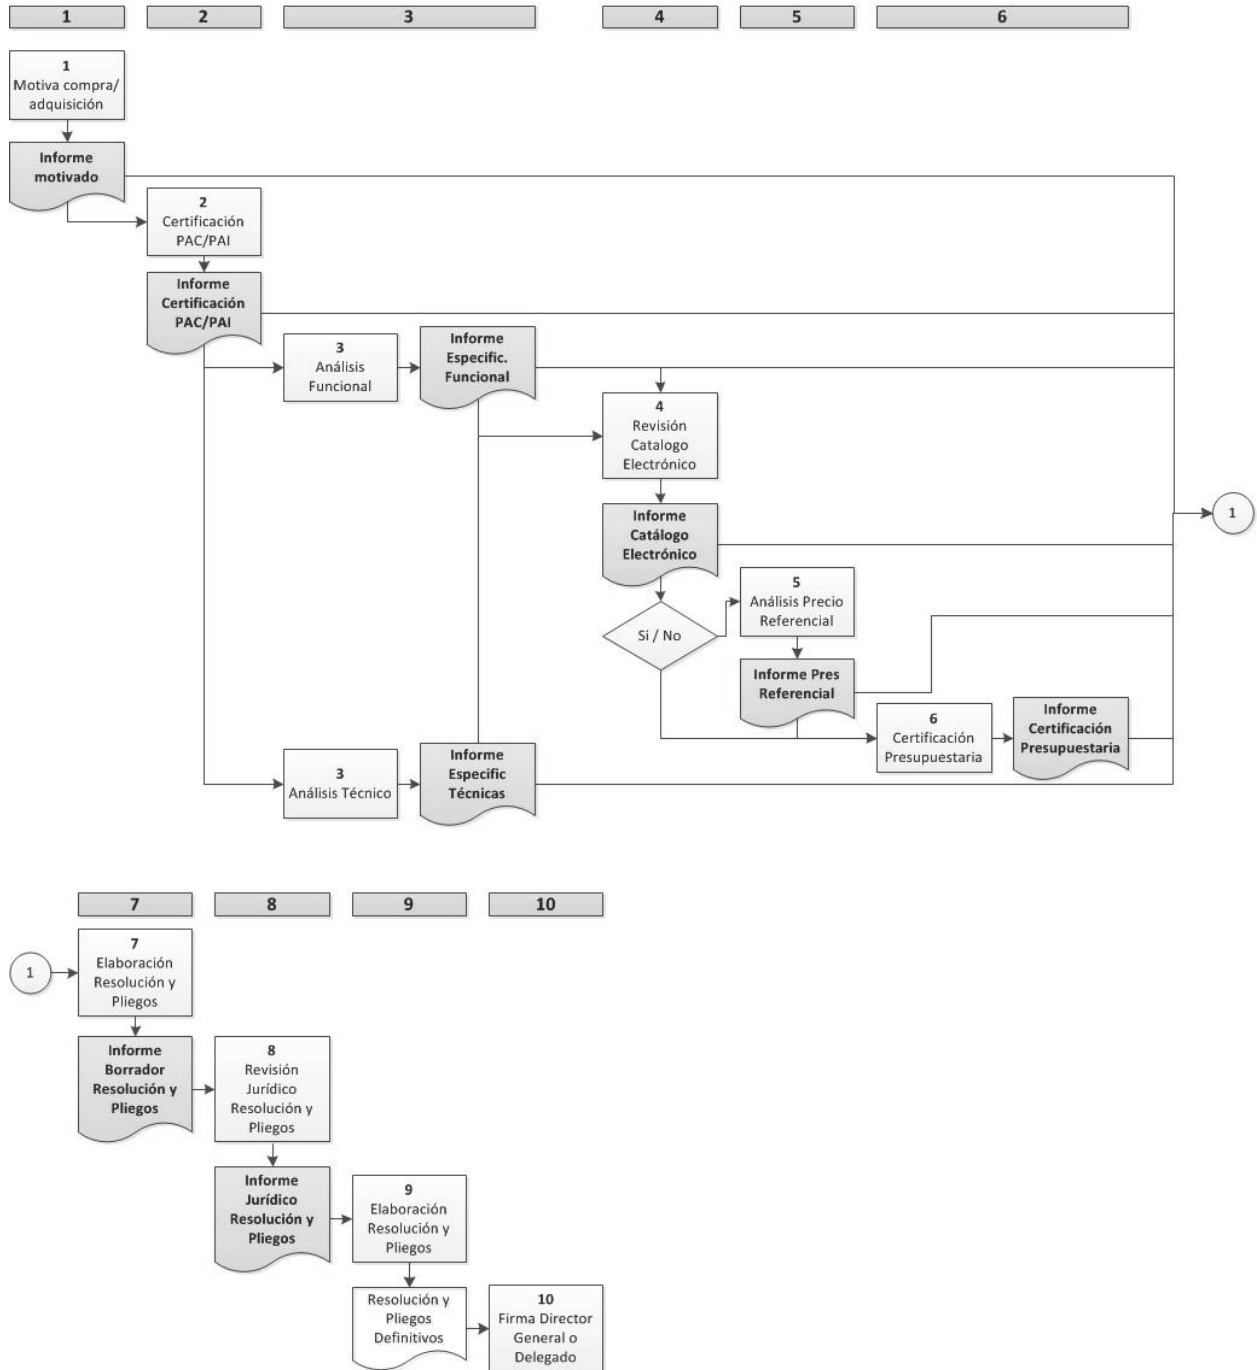 1
2
3
4
5
6
1
Motiva compra/
adquisición
Informe
motivado
2
Certificación
PAC/PAI
Informe
Certificación
PAC/PAI
3
Análisis
Funcional
Informe
Especific.
Funcional
4
Revisión
Catalogo
Electrónico
Informe
Catálogo
Electrónico
Si / No
5
Análisis Precio
Referencial
Informe Pres
Referencial
6
Certificación
Presupuestaria
Informe
Certificación
Presupuestaria
3
Análisis Técnico
Informe
Especific
Técnicas
1
7
8
9
10
1
7
Elaboración
Resolución y
Pliegos
Informe
Borrador
Resolución y
Pliegos
8
Revisión
Jurídico
Resolución y
Pliegos
Informe
Jurídico
Resolución y
Pliegos
9
Elaboración
Resolución y
Pliegos
Resolución y
Pliegos
Definitivos
10
Firma Director
General o
Delegado